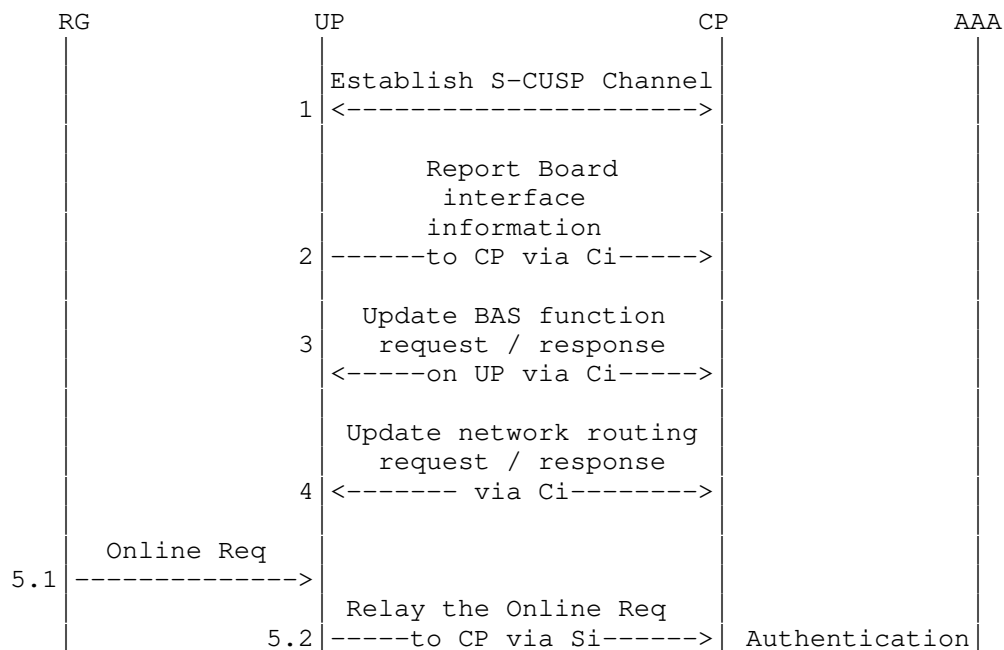 RG UP CP AAA
Establish S-CUSP Channel
1 <---------------------->
Report Board
interface
information
2 ------to CP via Ci----->
Update BAS function
3 request / response
<-----on UP via Ci----->
Update network routing
request / response
4 <------- via Ci-------->
Online Req
5.1 -------------->
Relay the Online Req
5.2 -----to CP via Si------> Authentication